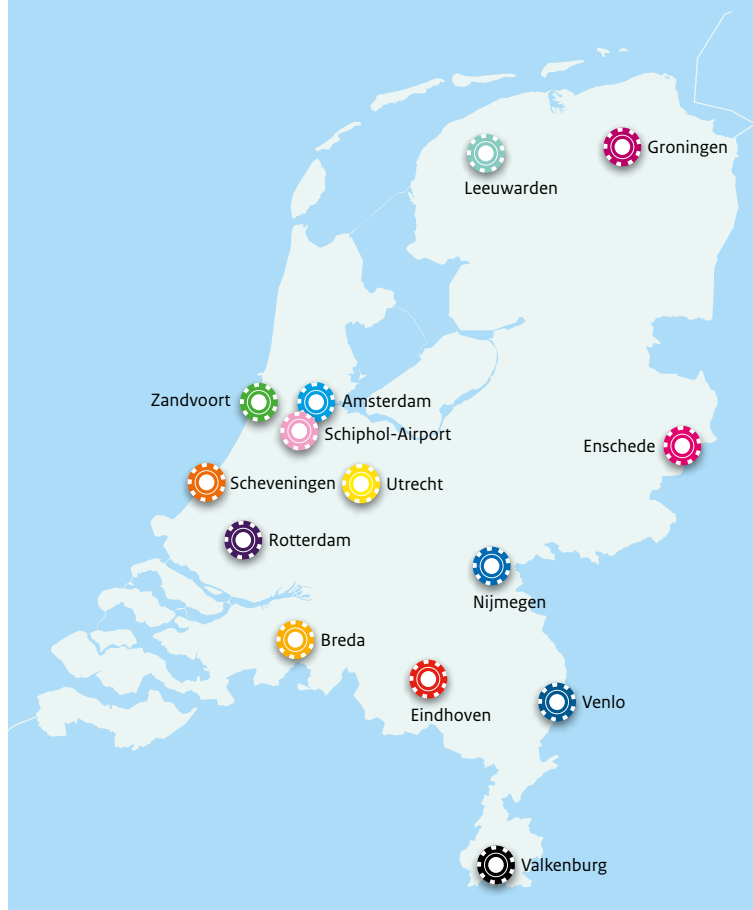 Groningen
Leeuwarden
Zandvoort
Amsterdam
Schiphol-Airport
Enschede
Scheveningen
Utrecht
Rotterdam
Nijmegen
Breda
Eindhoven
Venlo
Valkenburg